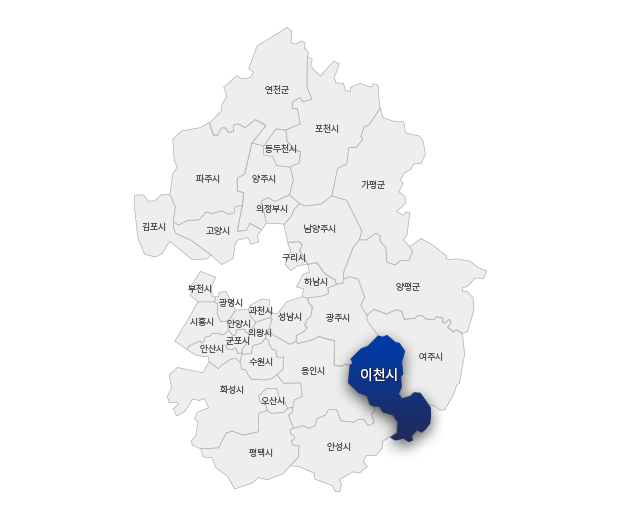 연천군
포천시
동두천시
파주시
양주시
가평군
의정부시
김포시
고양시
남양주시
구리시
하남시
양평군
부천시
광명시
과천시
시흥시
안양시
성남시
광주시
의왕시
군포시
안산시
여주시
수원시
용인시
이천시
화성시
오산시
평택시
안성시